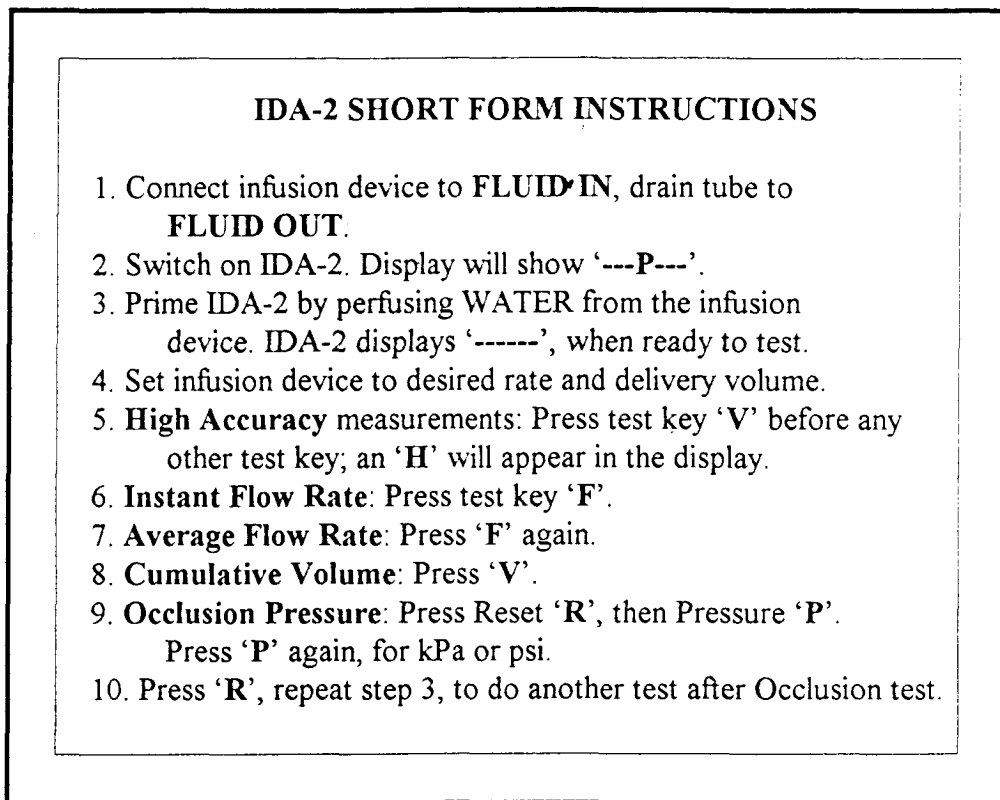 IDA-2 SHORT FORM INSTRUCTIONS
1. Connect infusion device to FLUID IN, drain tube to
FLUID OUT.
2. Switch on IDA-2. Display will show ‘---P---’.
3. Prime IDA-2 by perfusing WATER from the infusion
device. IDA-2 displays ‘------’, when ready to test.
4. Set infusion device to desired rate and delivery volume.
5. High Accuracy measurements: Press test key ‘V’ before any
other test key; an ‘H’ will appear in the display.
6. Instant Flow Rate: Press test key ‘F’.
7. Average Flow Rate: Press ‘F’ again.
8. Cumulative Volume: Press ‘V’.
9. Occlusion Pressure: Press Reset ‘R’, then Pressure ‘P’.
Press ‘P’ again, for kPa or psi.
10. Press ‘R’, repeat step 3, to do another test after Occlusion test.